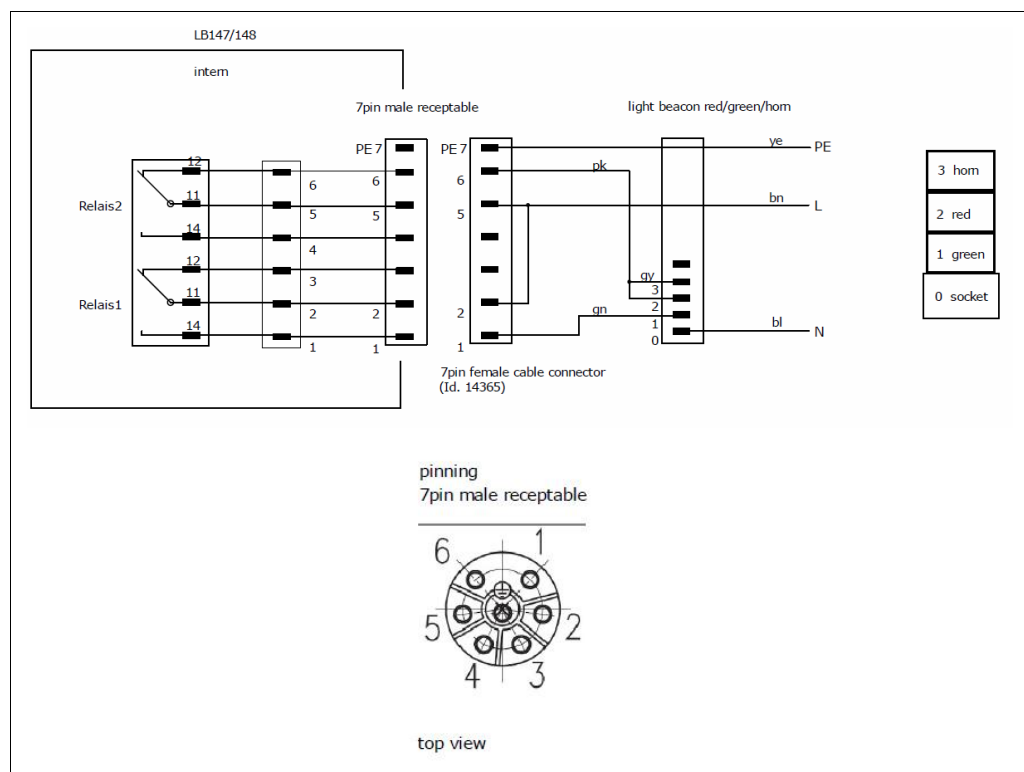 LB147/148
intern
7pin male receptable
light beacon red/green/horn
PE 7
PE 7
ye
PE
12
6
6
6
pk
3 horn
Relais2
11
5
5
5
bn
L
2 red
14
4
12
3
gy
3
1 green
Relais1
11
2
2
2
gn
2
0 socket
14
1
1
1
1
0
bl
N
7pin female cable connector
(Id. 14365)
pinning
7pin male receptable
6
1
5
2
4
3
top view